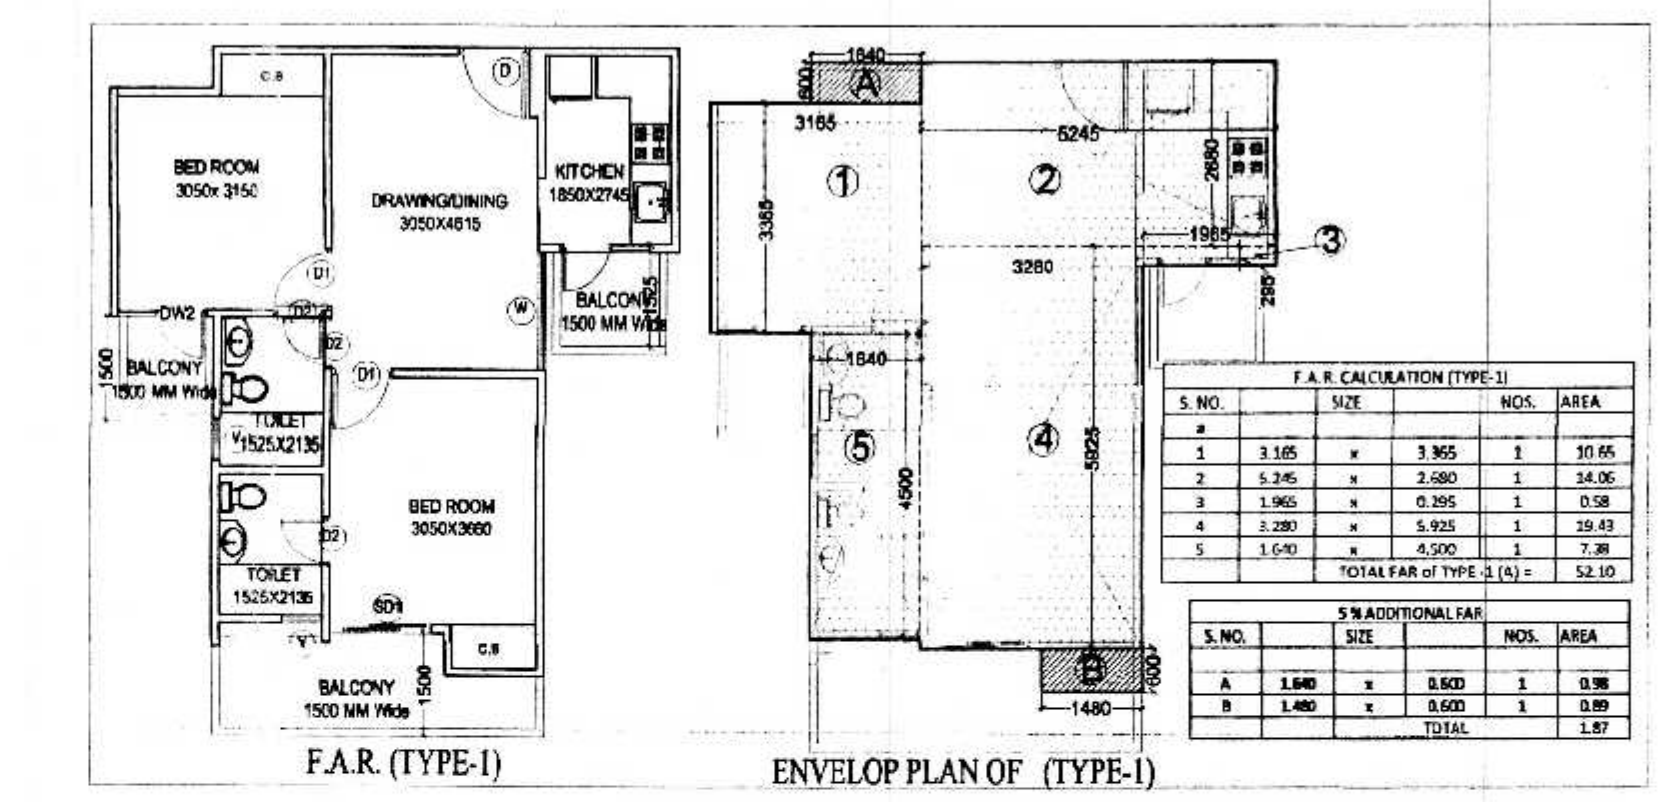 C.B
D
BED ROOM
3050x 3150
DRAWING/DINING
3050X4615
KITCHEN
1850X2745
D1
D2
DW2
W
BALCONY
1500 MM Wide
1525
1500
BALCONY
1500 MM Wide
D2
D1
TOILET
1525X2135
V
BED ROOM
3050X3660
D2
TOILET
1525X2135
SD1
V
C.B
BALCONY
1500 MM Wide
1500
F.A.R. (TYPE-1)
1640
600
A
3165
5245
1
2
2680
3365
1965
3
3280
295
1640
5
4
5925
4500
B
600
1480
ENVELOP PLAN OF (TYPE-1)
F.A.R. CALCULATION (TYPE-1)
S. NO. SIZE NOS. AREA
a
1 3.165 x 3.365 1 10.65
2 5.245 x 2.680 1 14.06
3 1.965 x 0.295 1 0.58
4 3.280 x 5.925 1 19.43
5 1.640 x 4.500 1 7.38
TOTAL FAR of TYPE -1 (4) = 52.10
5 % ADDITIONAL FAR
S. NO. SIZE NOS. AREA
A 1.640 x 0.600 1 0.98
B 1.480 x 0.600 1 0.89
TOTAL 1.87